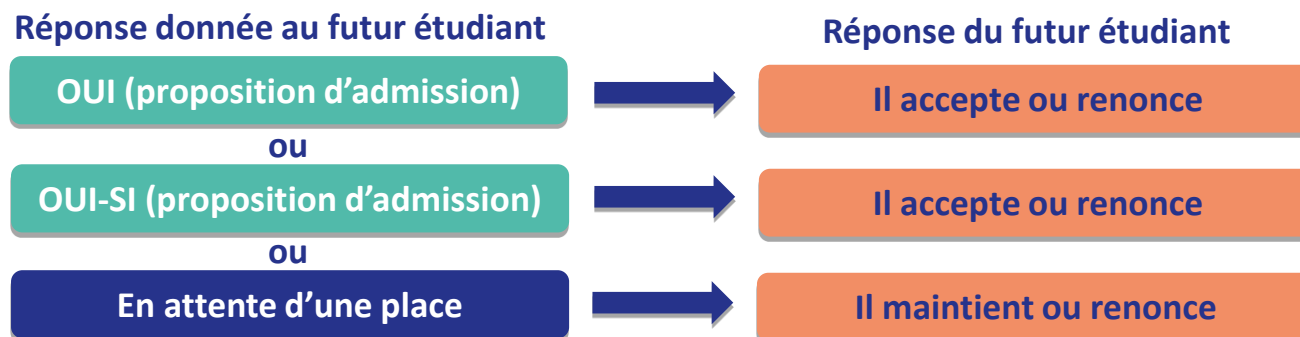 Réponse donnée au futur étudiant
Réponse du futur étudiant
OUI (proposition d’admission)
Il accepte ou renonce
ou
OUI-SI (proposition d’admission)
Il accepte ou renonce
ou
En attente d’une place
Il maintient ou renonce